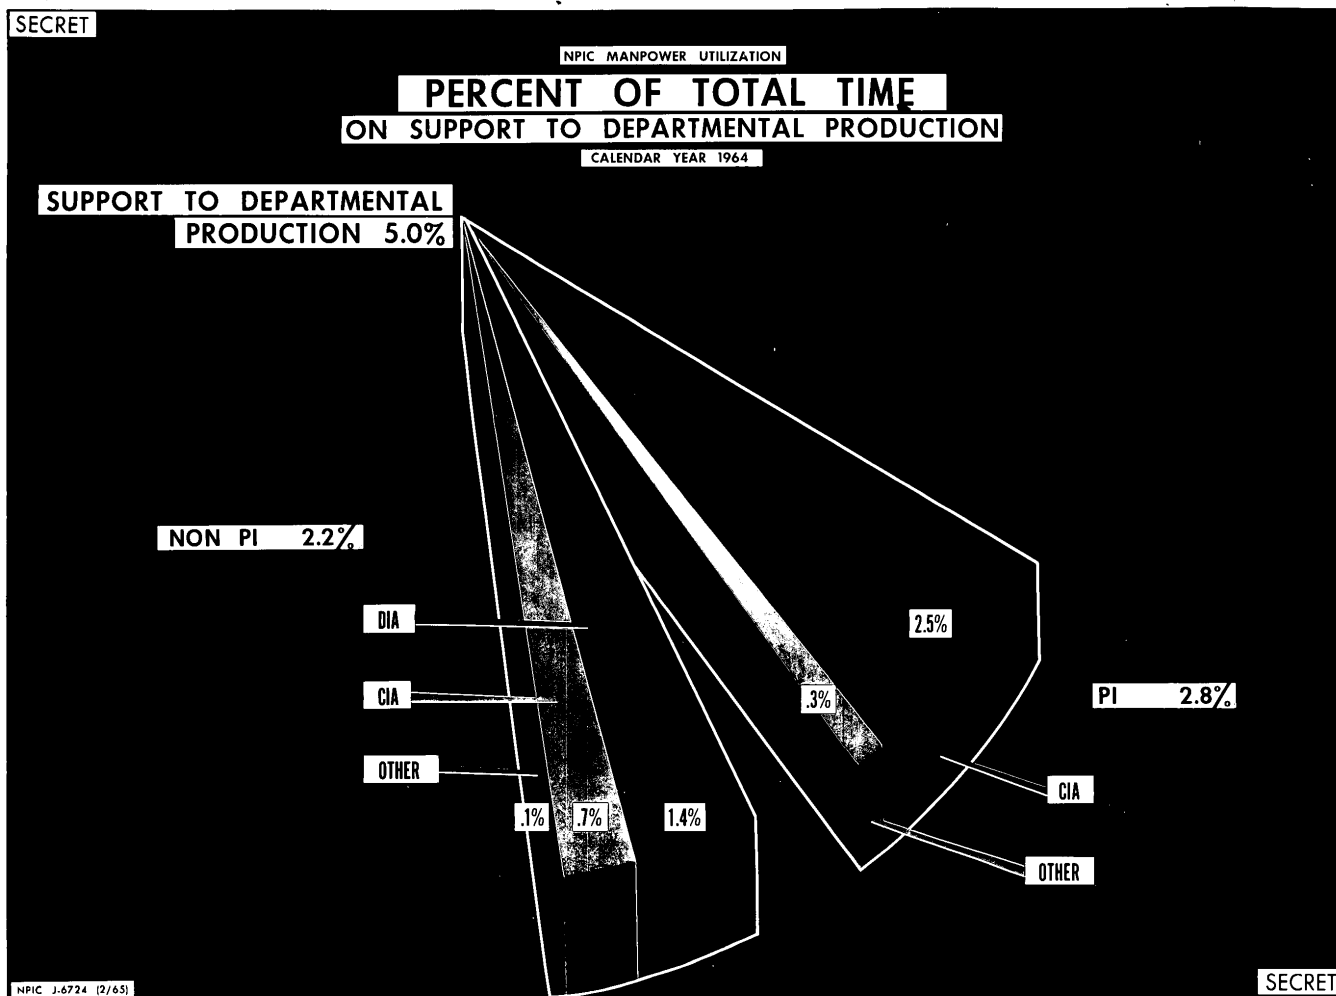 SECRET
NPIC MANPOWER UTILIZATION
PERCENT OF TOTAL TIME
ON SUPPORT TO DEPARTMENTAL PRODUCTION
CALENDAR YEAR 1964
SUPPORT TO DEPARTMENTAL
PRODUCTION 5.0%
NON PI 2.2%
DIA
2.5%
CIA
.3%
PI 2.8%
OTHER
CIA
.1%
.7%
1.4%
OTHER
NPIC J-6724 (2/65)
SECRET